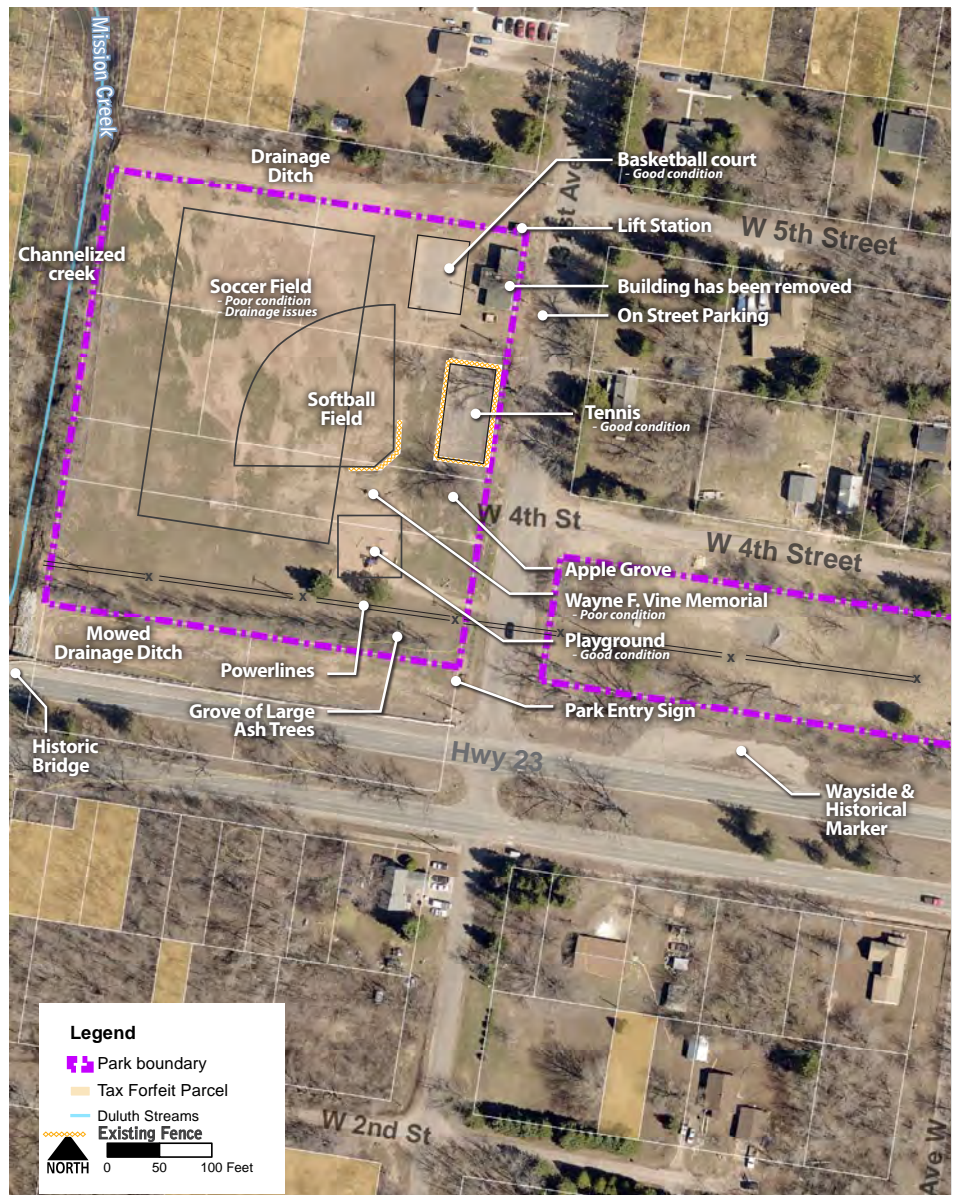 Mission Creek
Drainage
Ditch
Basketball court
- Good condition
st Ave
Lift Station
W 5th Street
Channelized
creek
Soccer Field
- Poor condition
- Drainage issues
Building has been removed
On Street Parking
Softball
Field
Tennis
- Good condition
W 4th St
W 4th Street
Apple Grove
Wayne F. Vine Memorial
- Poor condition
Playground
- Good condition
x
x
x
x
x
Mowed
Drainage Ditch
Powerlines
Grove of Large
Ash Trees
Park Entry Sign
Historic
Bridge
Hwy 23
Wayside &
Historical
Marker
Legend
Park boundary
Tax Forfeit Parcel
Duluth Streams
Existing Fence
NORTH
0 50 100 Feet
W 2nd St
Ave W